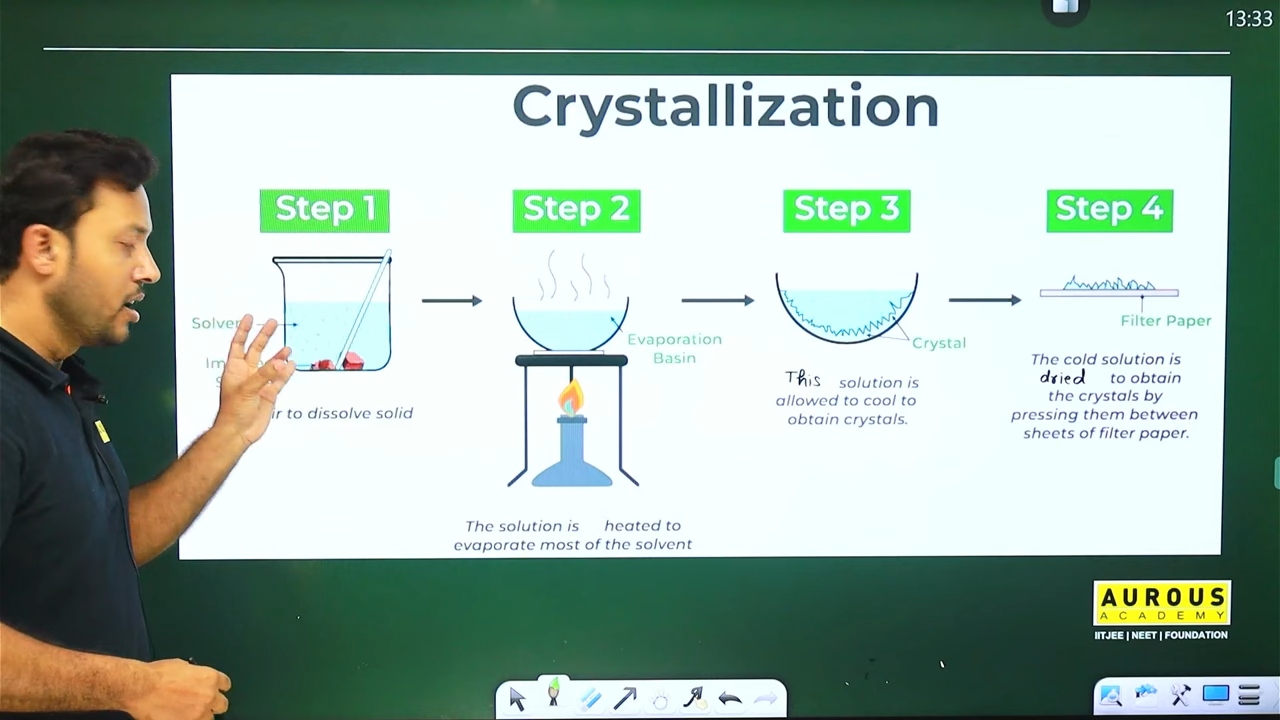 13:33
Crystallization
Step 1
Step 2
Step 3
Step 4
Evaporation
Basin
Crystal
Filter Paper
to dissolve solid
The solution is heated to
evaporate most of the solvent
This solution is
allowed to cool to
obtain crystals.
The cold solution is
dried to obtain
the crystals by
pressing them between
sheets of filter paper.
AUROUS
ACADEMY
IITJEE | NEET | FOUNDATION